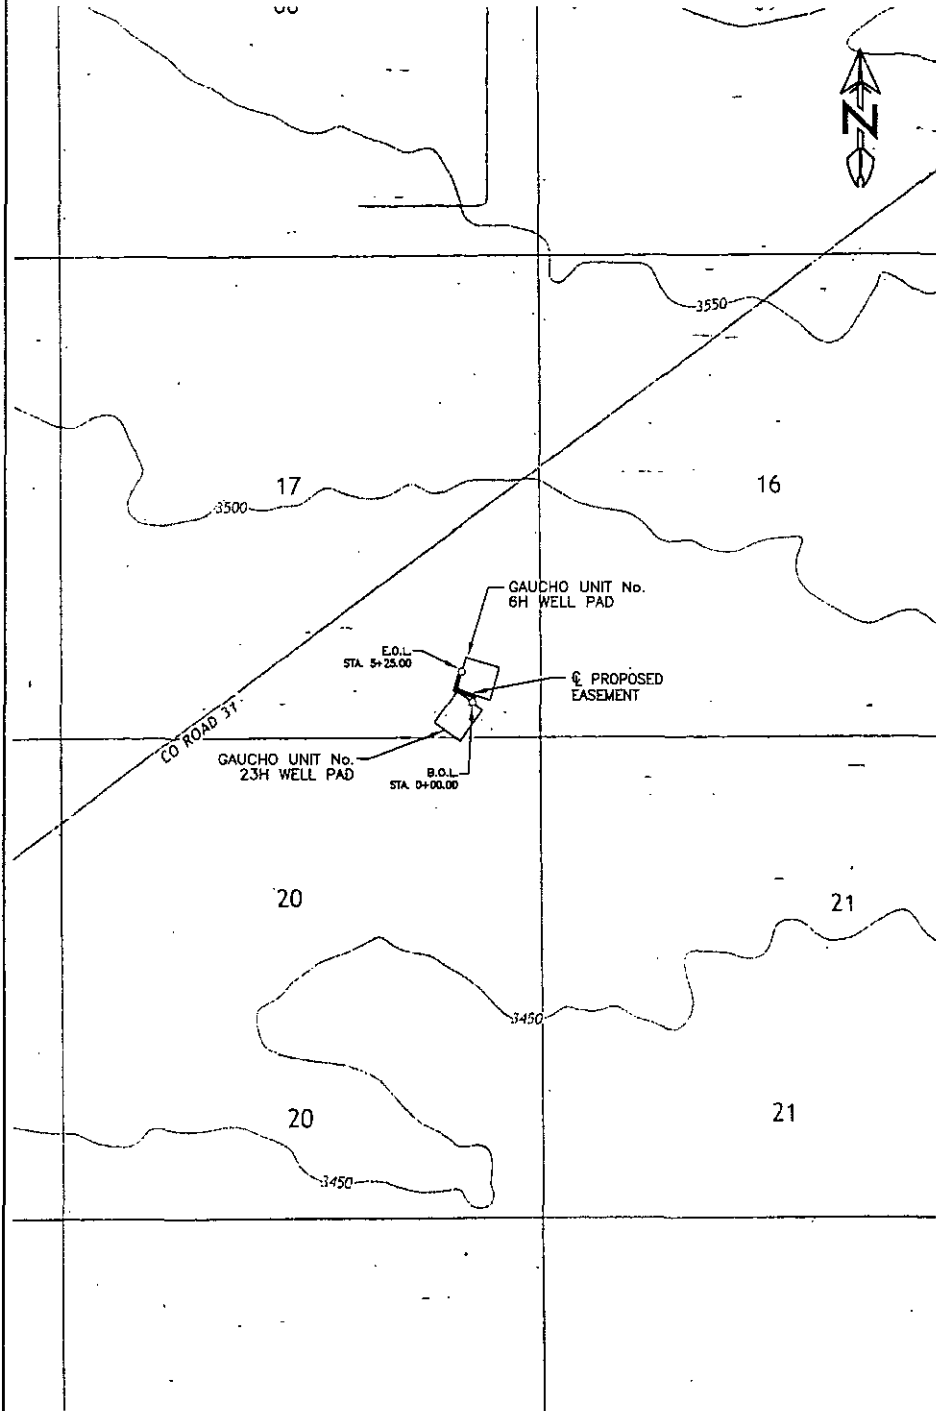 N
3550
17
16
3500
GAUCHO UNIT No.
6H WELL PAD
E.O.L.
STA. 5+25.00
℄ PROPOSED
EASEMENT
CO ROAD 31
GAUCHO UNIT No.
23H WELL PAD
B.O.L.
STA. 0+00.00
20
21
3450
20
21
3450